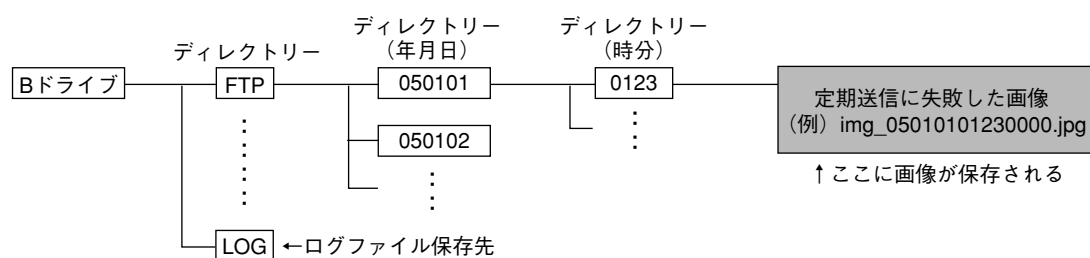 ディレクトリー
ディレクトリー
(年月日)
ディレクトリー
(時分)
Bドライブ
FTP
050101
0123
定期送信に失敗した画像
(例)img_05010101230000.jpg
050102
↑ここに画像が保存される
LOG
←ログファイル保存先